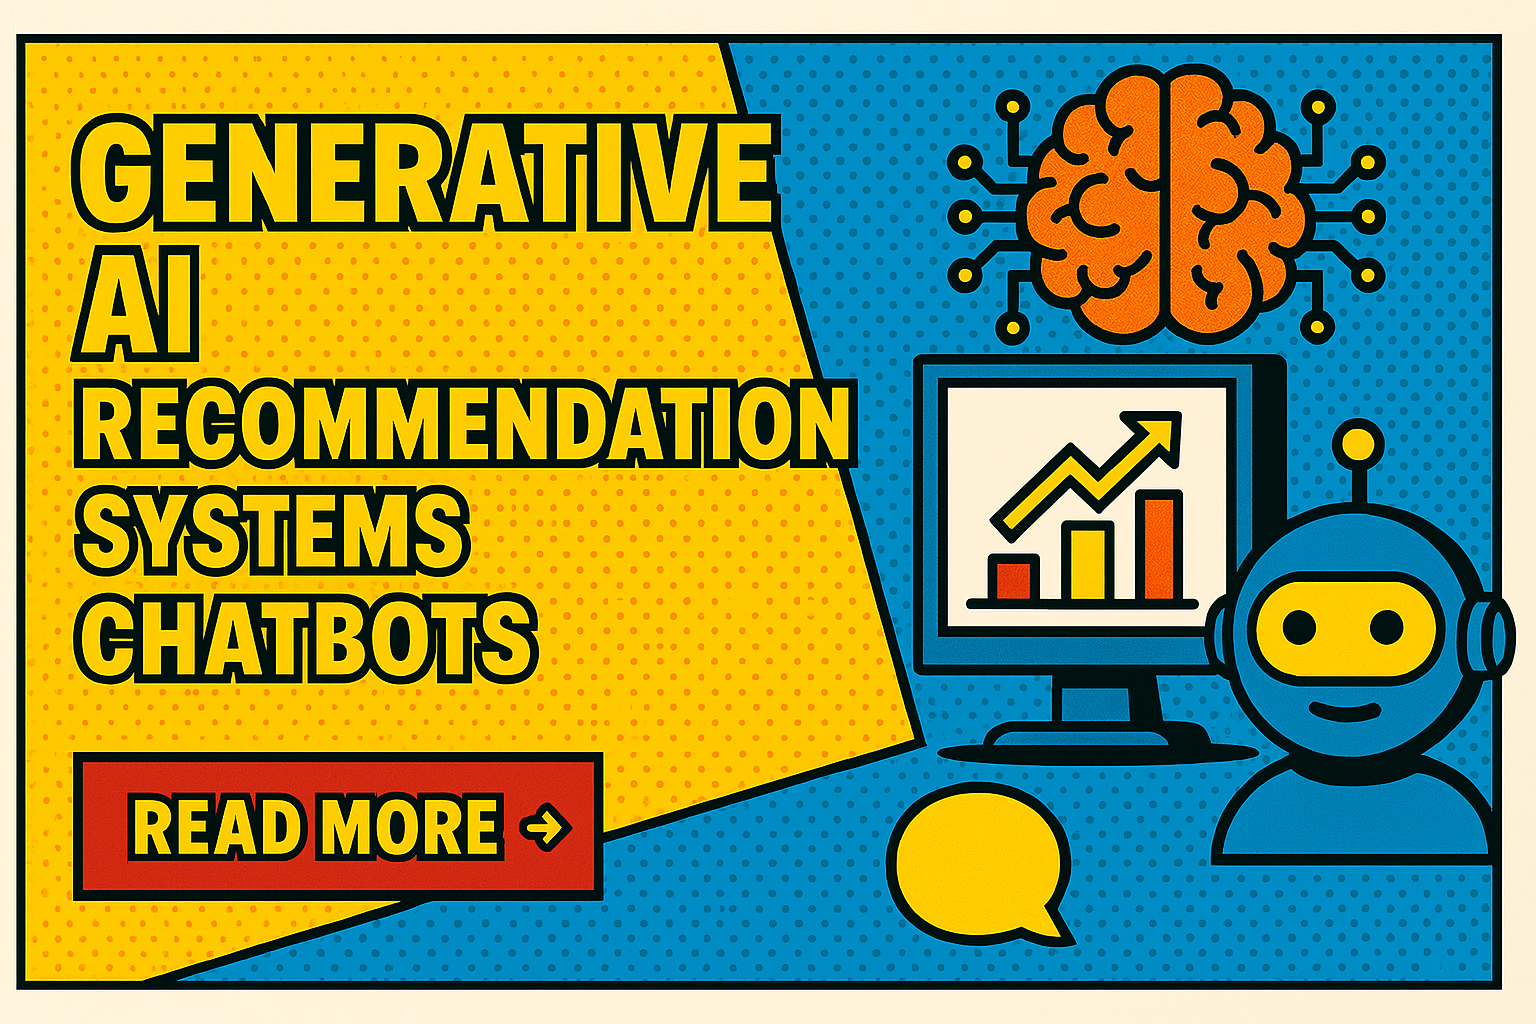 GENERATIVE
AI
RECOMMENDATION
SYSTEMS
CHATBOTS
READ MORE →